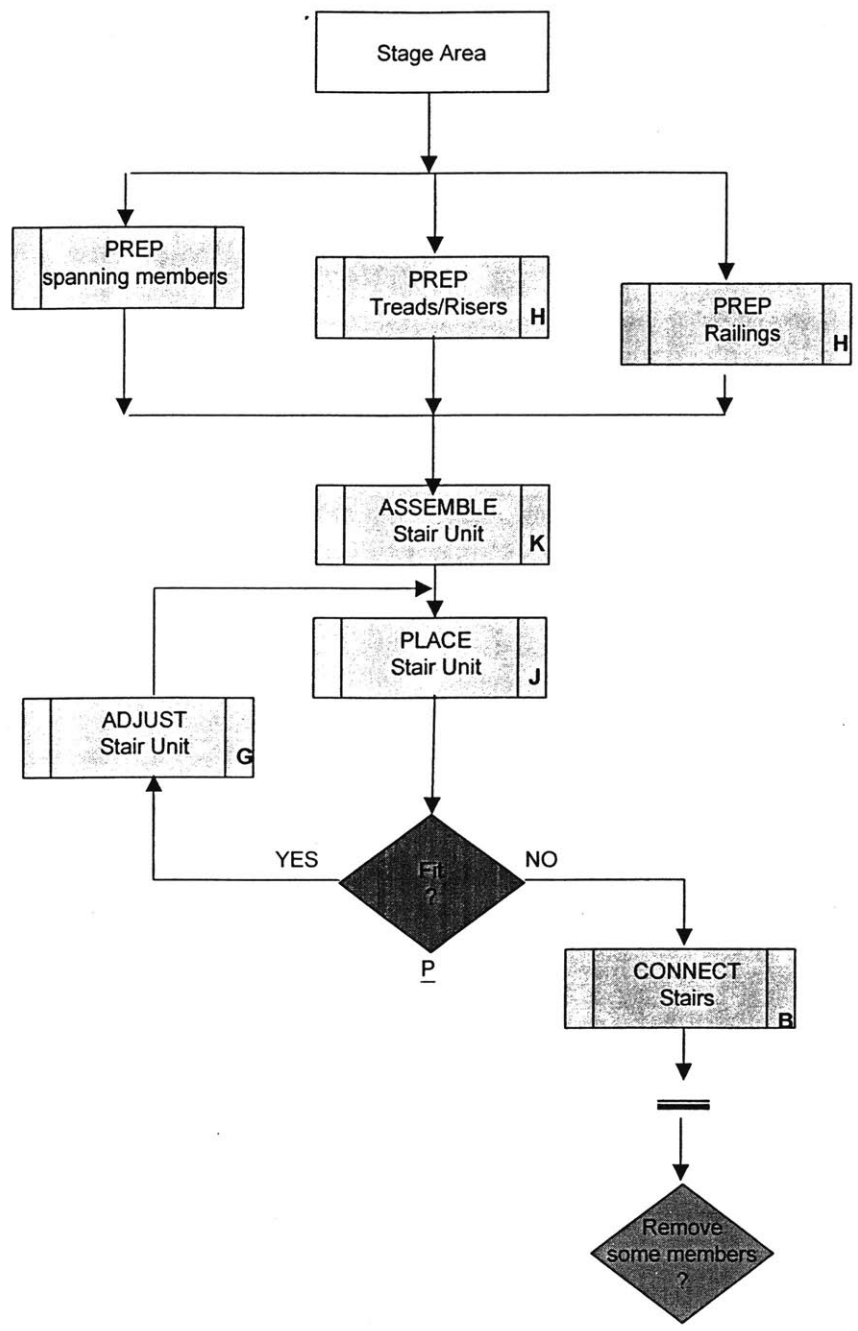 Stage Area
PREP
spanning members
PREP
Treads/Risers
H
PREP
Railings
H
ASSEMBLE
Stair Unit
K
PLACE
Stair Unit
J
ADJUST
Stair Unit
G
YES
Fit
?
NO
P
CONNECT
Stairs
B
Remove
some members
?